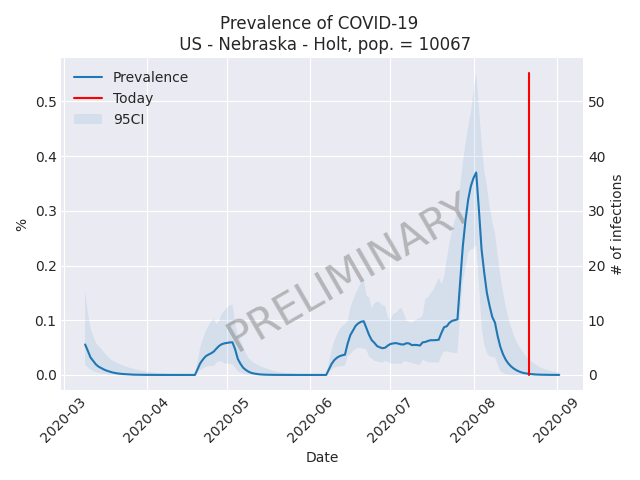 Prevalence of COVID-19
US - Nebraska - Holt, pop. = 10067
Prevalence
Today
95CI
PRELIMINARY
%
0.5
0.4
0.3
0.2
0.1
0.0
50
40
30
20
10
0
# of infections
2020-03
2020-04
2020-05
2020-06
2020-07
2020-08
2020-09
Date